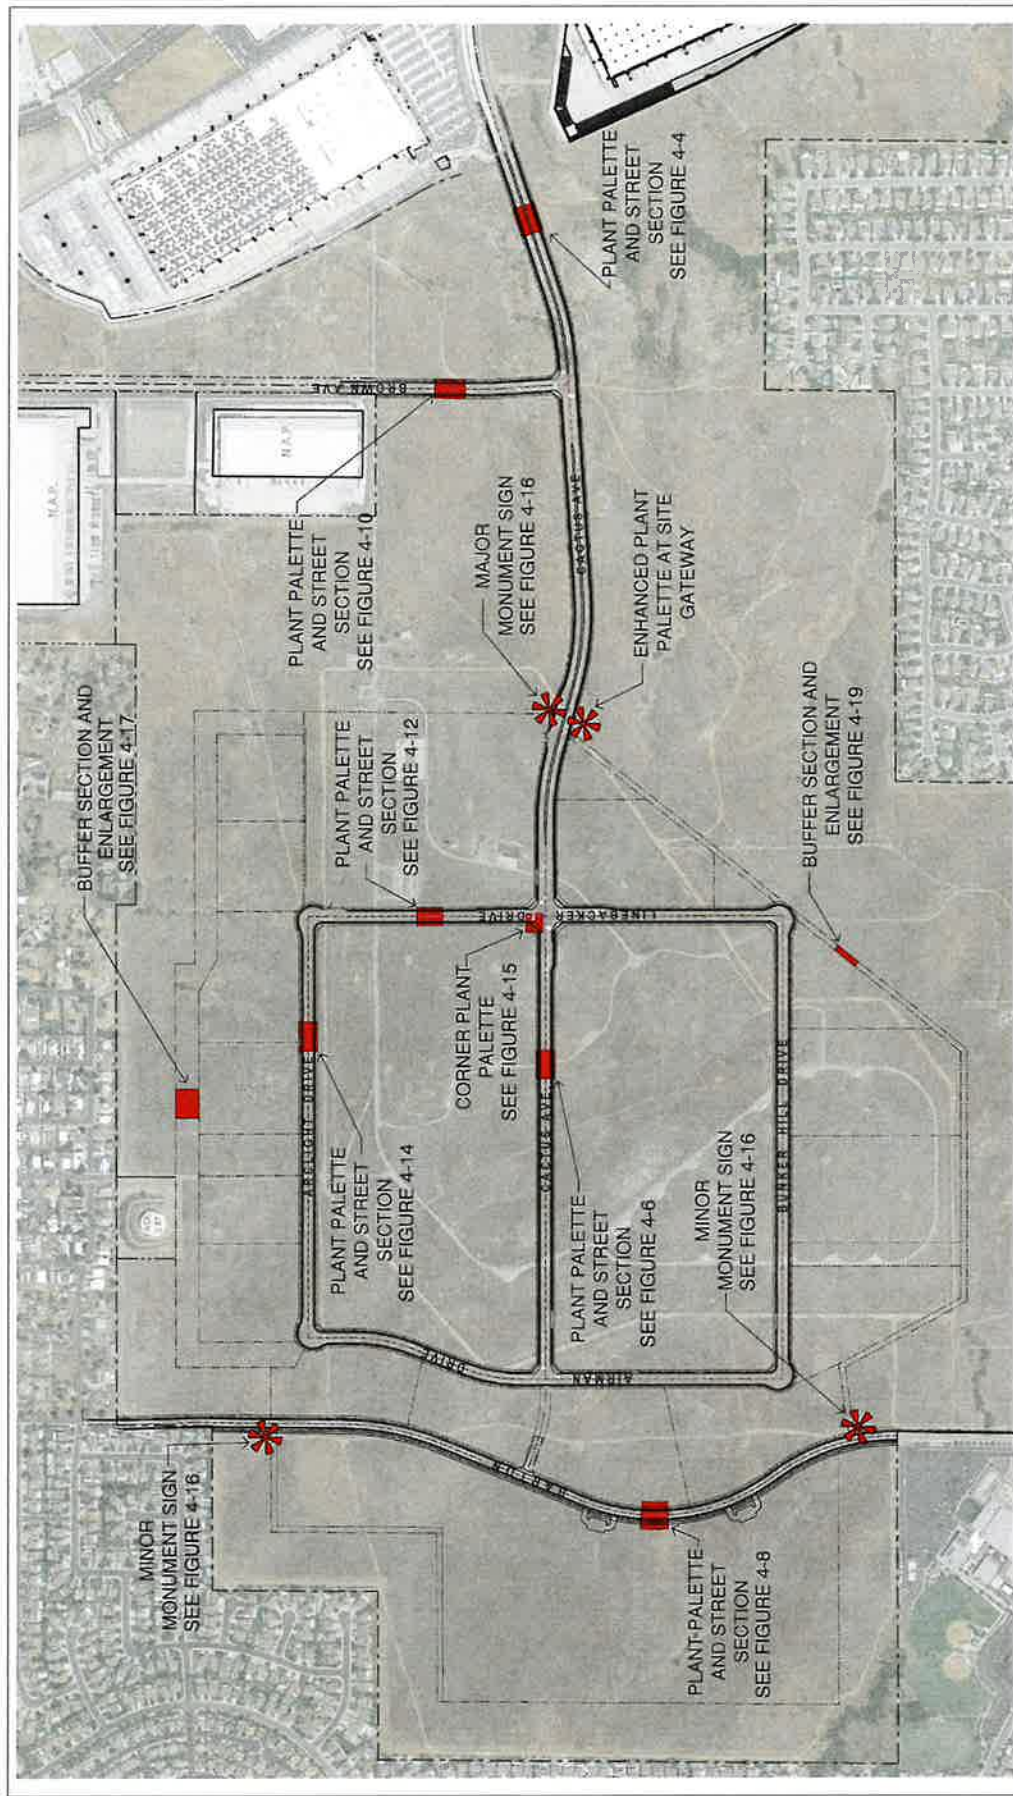 PLANT PALETTE
AND STREET
SECTION
SEE FIGURE 4-4
BROWN AVE
N.A.P.
N.A.P.
PLANT PALETTE
AND STREET
SECTION
SEE FIGURE 4-10
MAJOR
MONUMENT SIGN
SEE FIGURE 4-16
CACTUS AVE
ENHANCED PLANT
PALETTE AT SITE
GATEWAY
BUFFER SECTION AND
ENLARGEMENT
SEE FIGURE 4-17
PLANT PALETTE
AND STREET
SECTION
SEE FIGURE 4-12
BUFFER SECTION AND
ENLARGEMENT
SEE FIGURE 4-19
LINEBACKER
DRIVE
CORNER PLANT
PALETTE
SEE FIGURE 4-15
ARCLIGHT DRIVE
CACTUS AVE
BUNKER HILL DRIVE
PLANT PALETTE
AND STREET
SECTION
SEE FIGURE 4-14
PLANT PALETTE
AND STREET
SECTION
SEE FIGURE 4-6
MINOR
MONUMENT SIGN
SEE FIGURE 4-16
AIRMAN
DRIVE
BARTON
MINOR
MONUMENT SIGN
SEE FIGURE 4-16
PLANT PALETTE
AND STREET
SECTION
SEE FIGURE 4-8